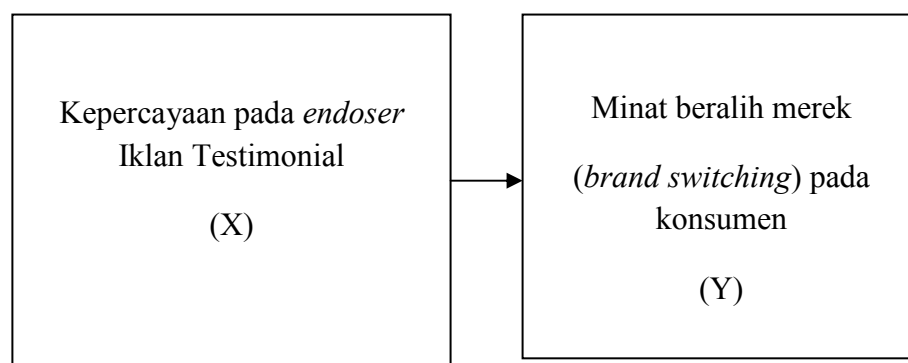 Kepercayaan pada endoser
Iklan Testimonial
(X)
Minat beralih merek
(brand switching) pada
konsumen
(Y)